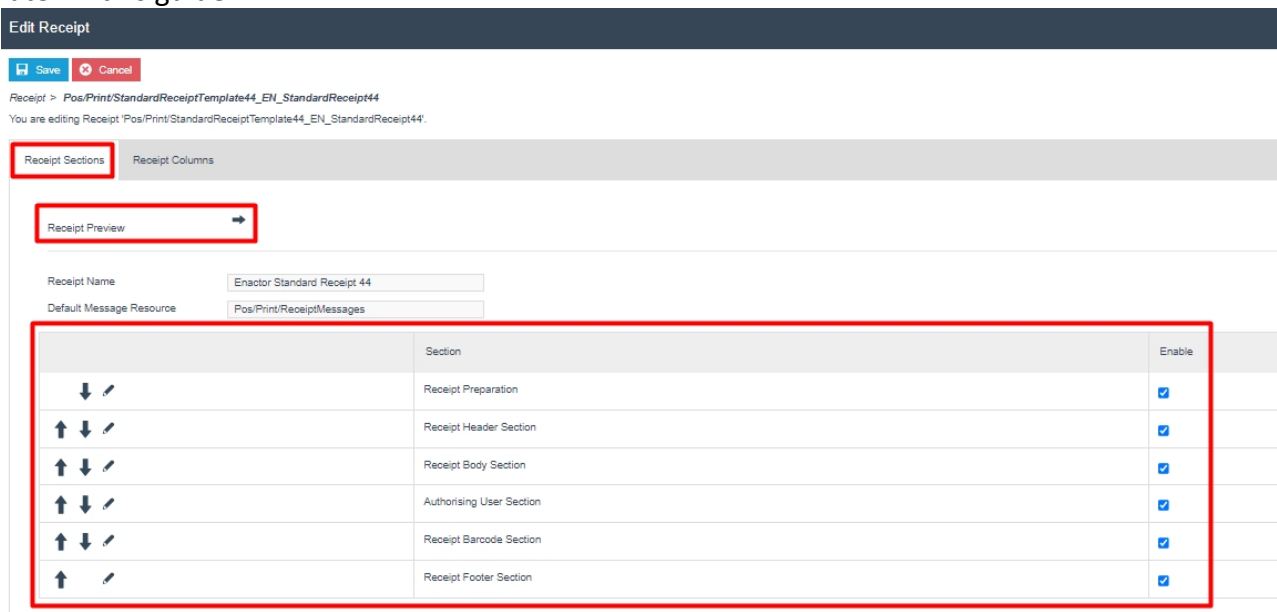 Edit Receipt
Save Cancel
Receipt > Pos/Print/StandardReceiptTemplate44_EN_StandardReceipt44
You are editing Receipt 'Pos/Print/StandardReceiptTemplate44_EN_StandardReceipt44'.
Receipt Sections Receipt Columns
Receipt Preview
Receipt Name Enactor Standard Receipt 44
Default Message Resource Pos/Print/ReceiptMessages
Section Enable
Receipt Preparation
Receipt Header Section
Receipt Body Section
Authorising User Section
Receipt Barcode Section
Receipt Footer Section